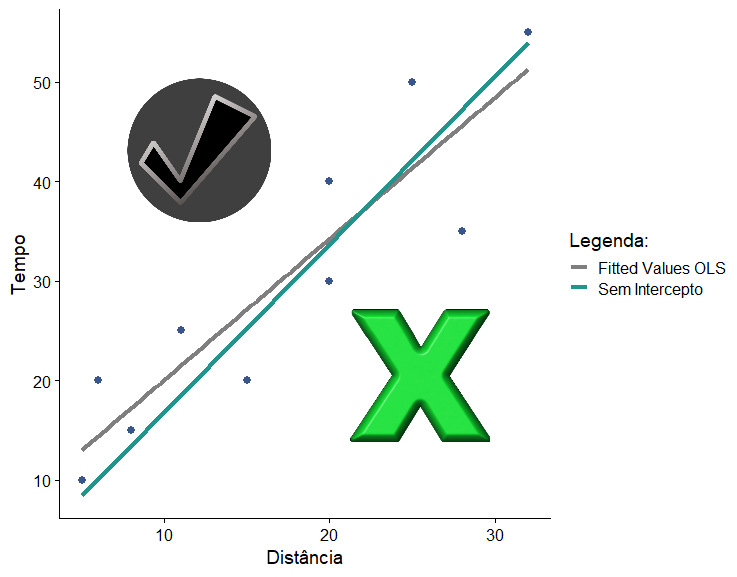 50
40
30
20
10
Tempo
10
20
30
Distância
Legenda:
Fitted Values OLS
Sem Intercepto
X